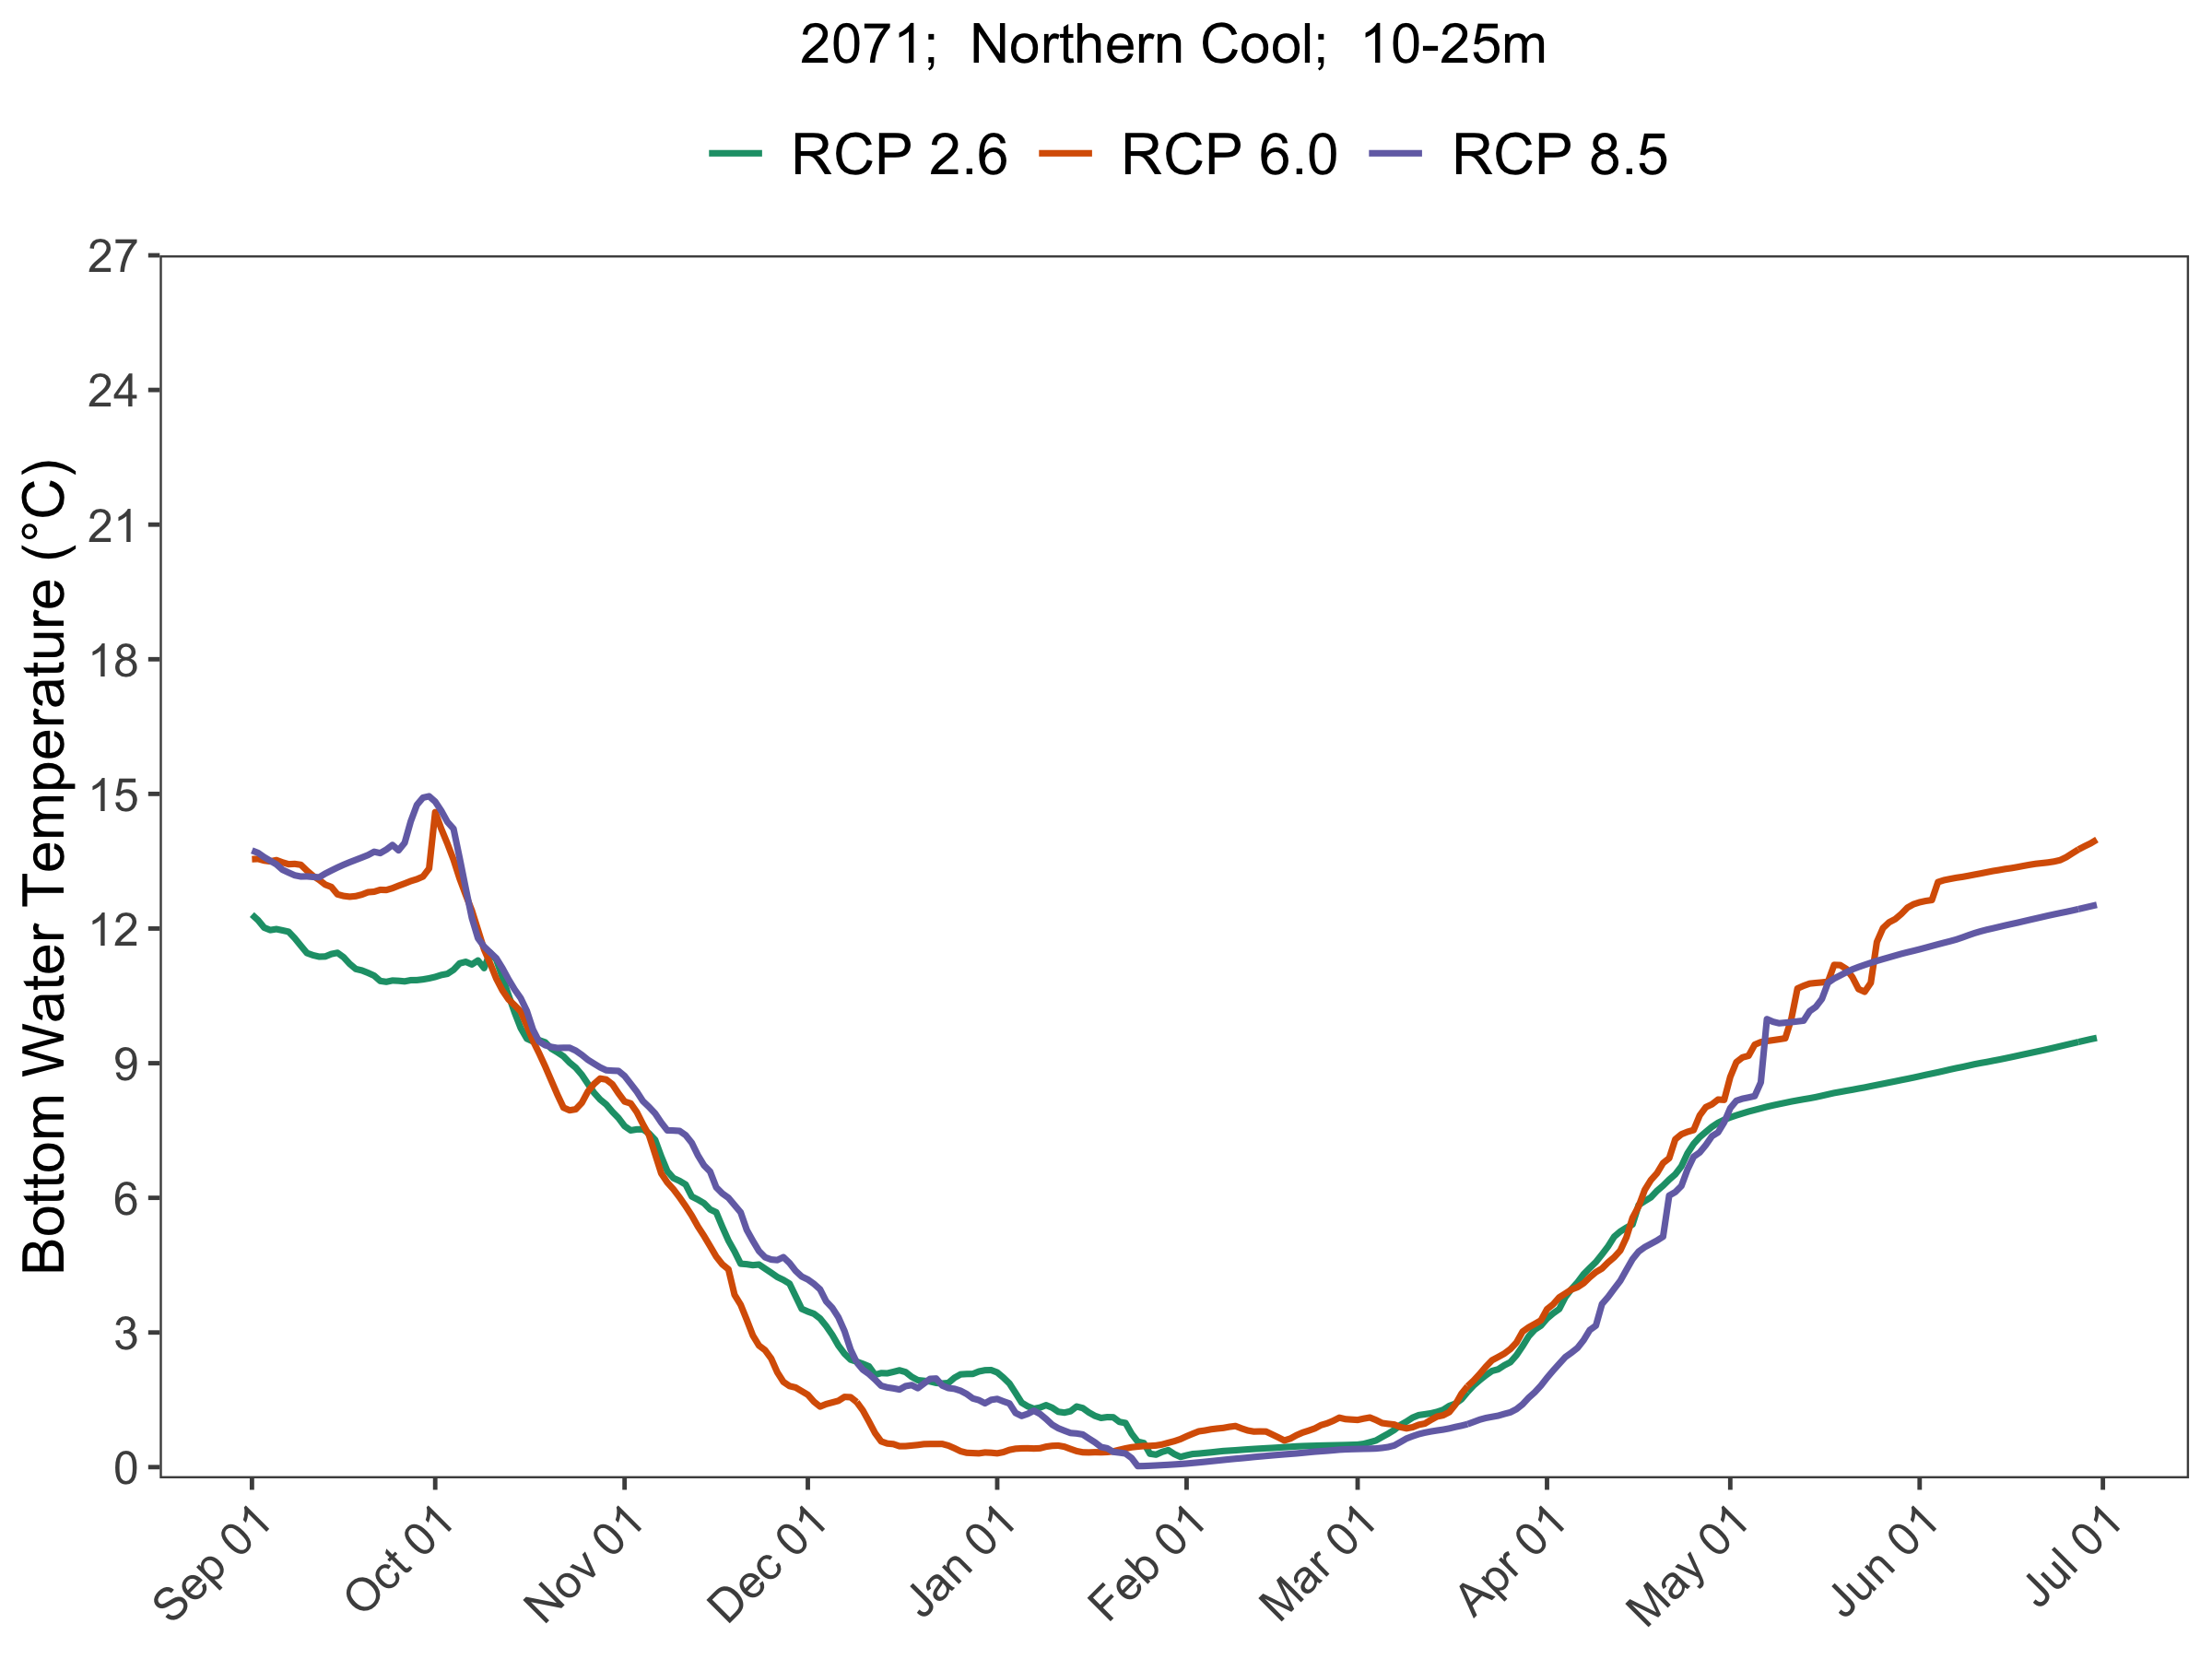 2071;  Northern Cool;  10-25m
RCP 2.6 RCP 6.0 RCP 8.5
Bottom Water Temperature (°C)
27
24
21
18
15
12
9
6
3
0
Sep 01 Oct 01 Nov 01 Dec 01 Jan 01 Feb 01 Mar 01 Apr 01 May 01 Jun 01 Jul 01